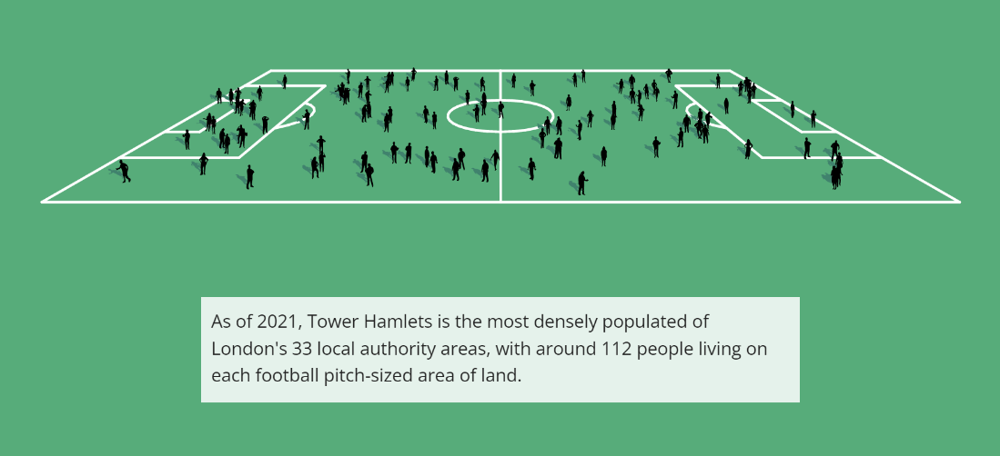 As of 2021, Tower Hamlets is the most densely populated of
London's 33 local authority areas, with around 112 people living on
each football pitch-sized area of land.